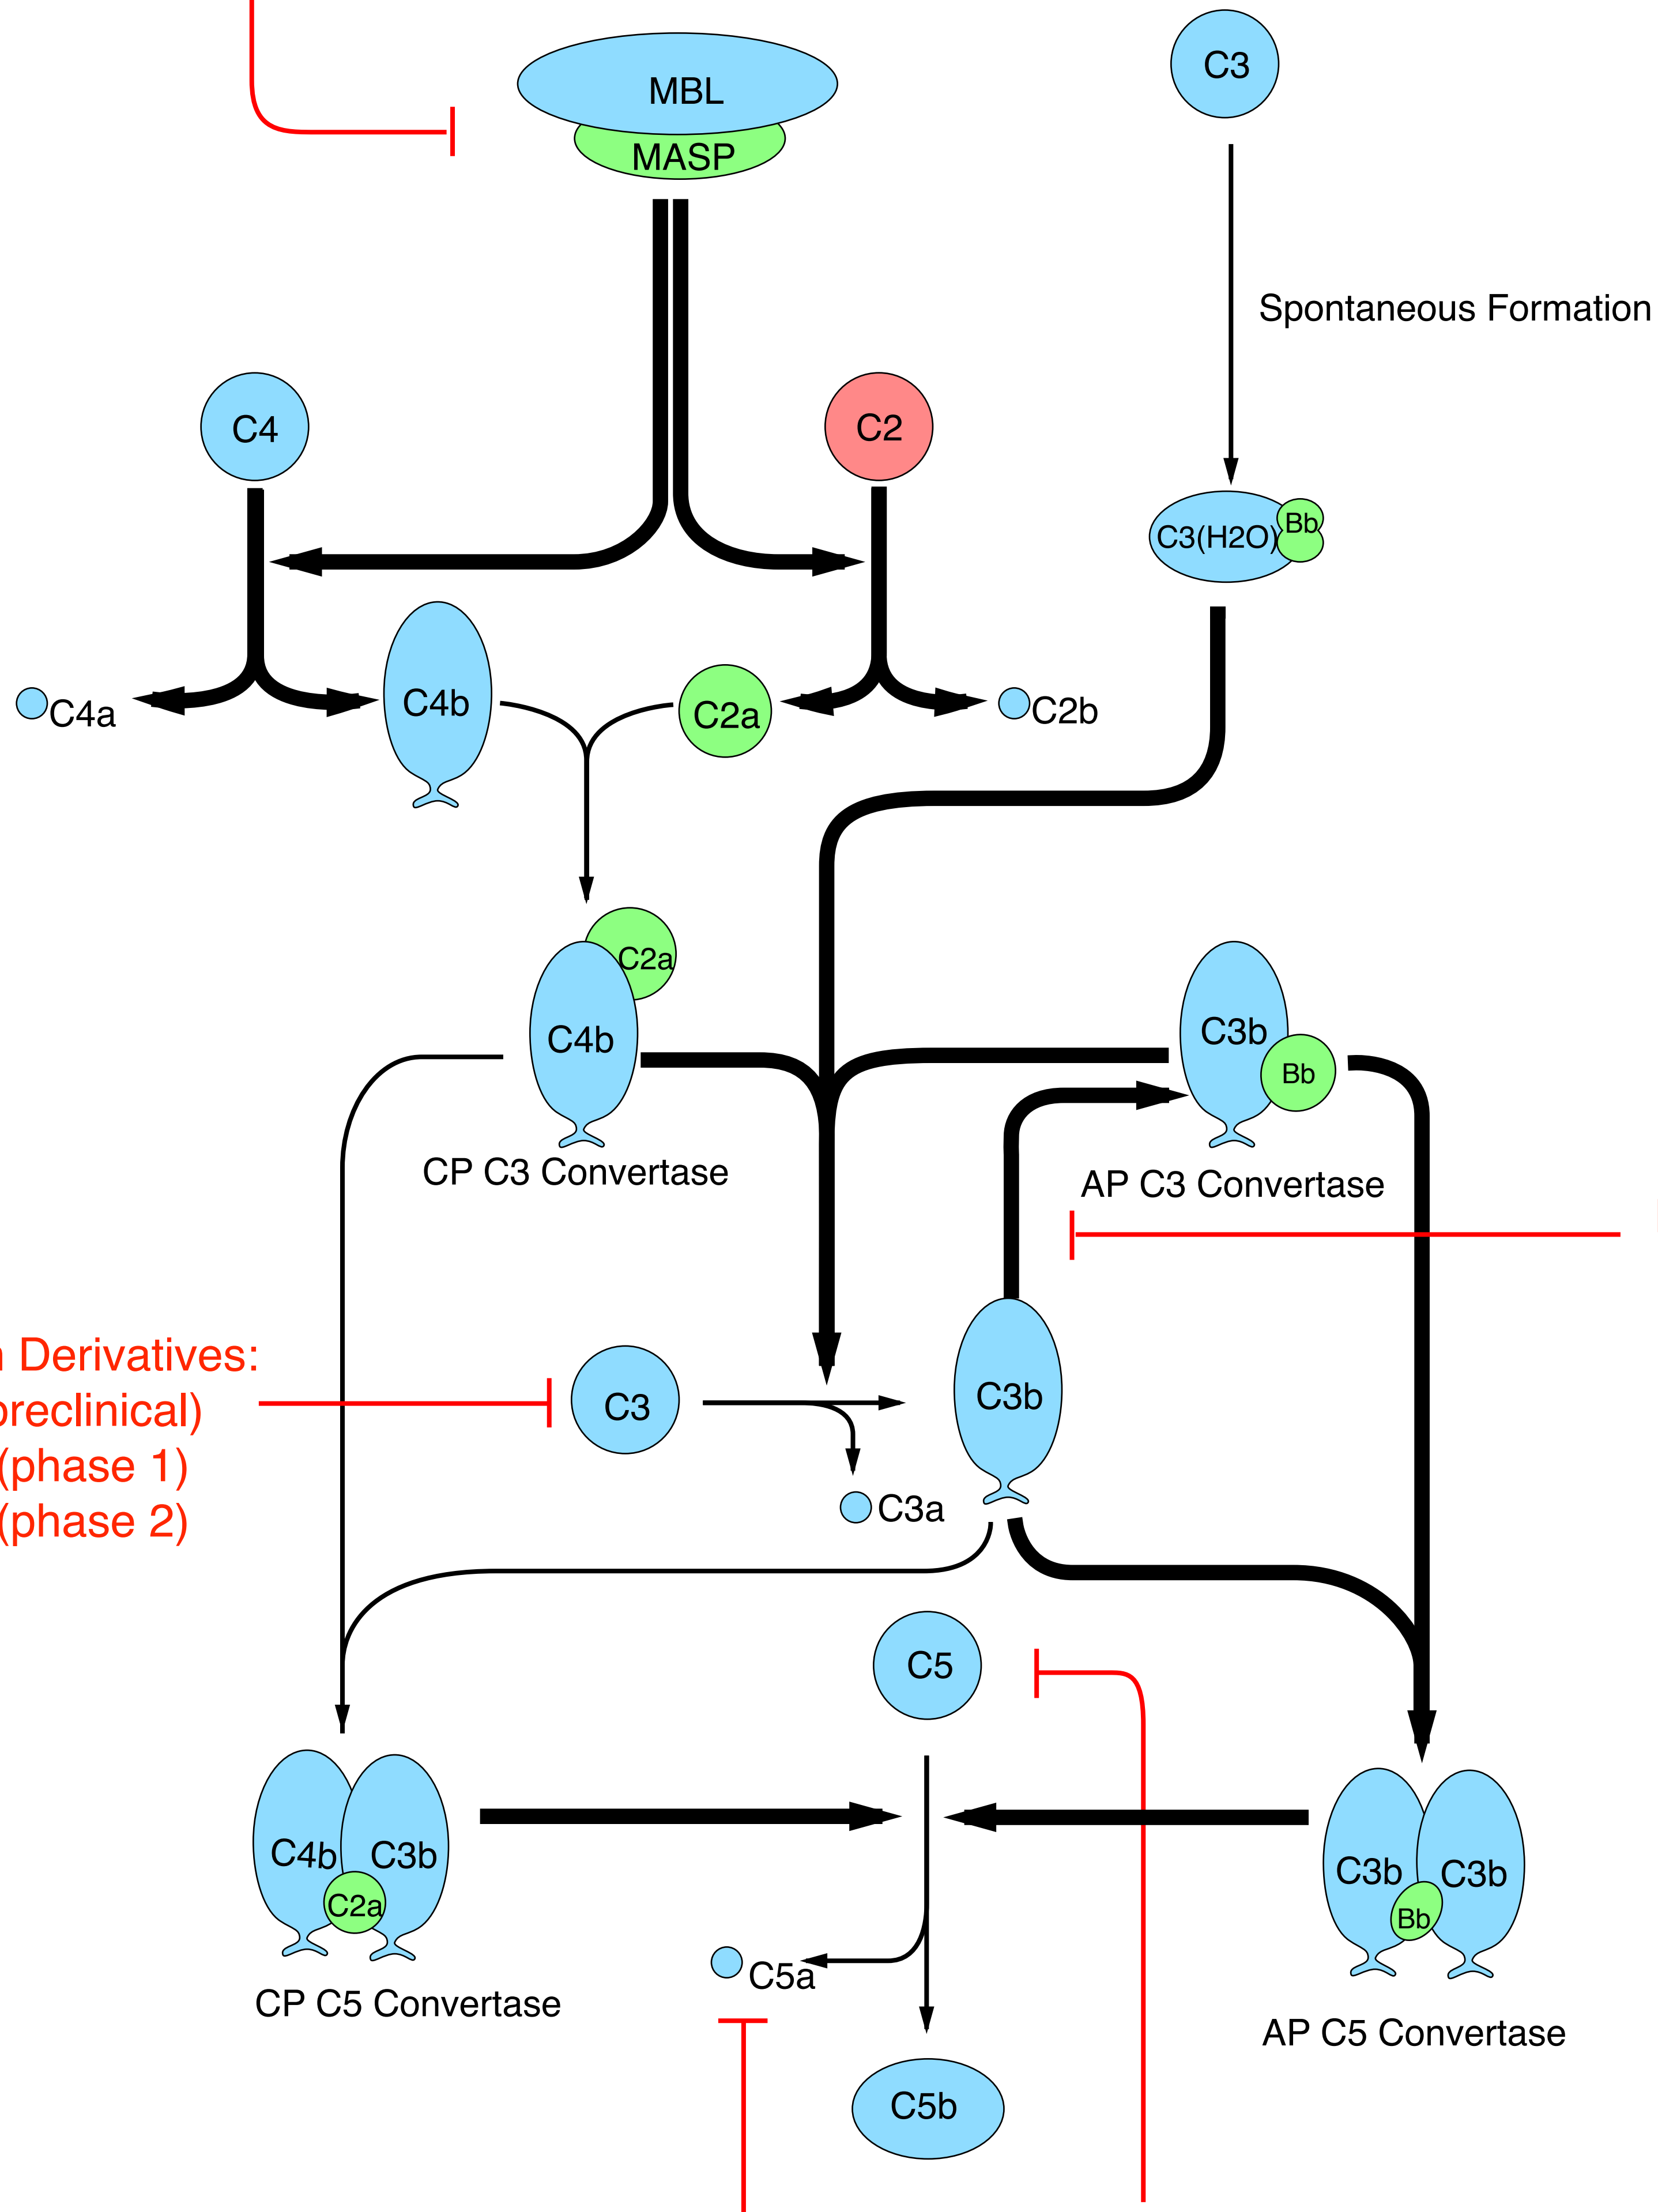 C3
MBL
MASP
Spontaneous Formation
C4
C2
C3(H2O)
Bb
C4a
C4b
C2a
C2b
C2a
C4b
C3b
Bb
CP C3 Convertase
AP C3 Convertase
Derivatives:
preclinical)
(phase 1)
(phase 2)
C3
C3b
C3a
C5
C4b
C3b
C2a
C3b
C3b
Bb
C5a
CP C5 Convertase
AP C5 Convertase
C5b